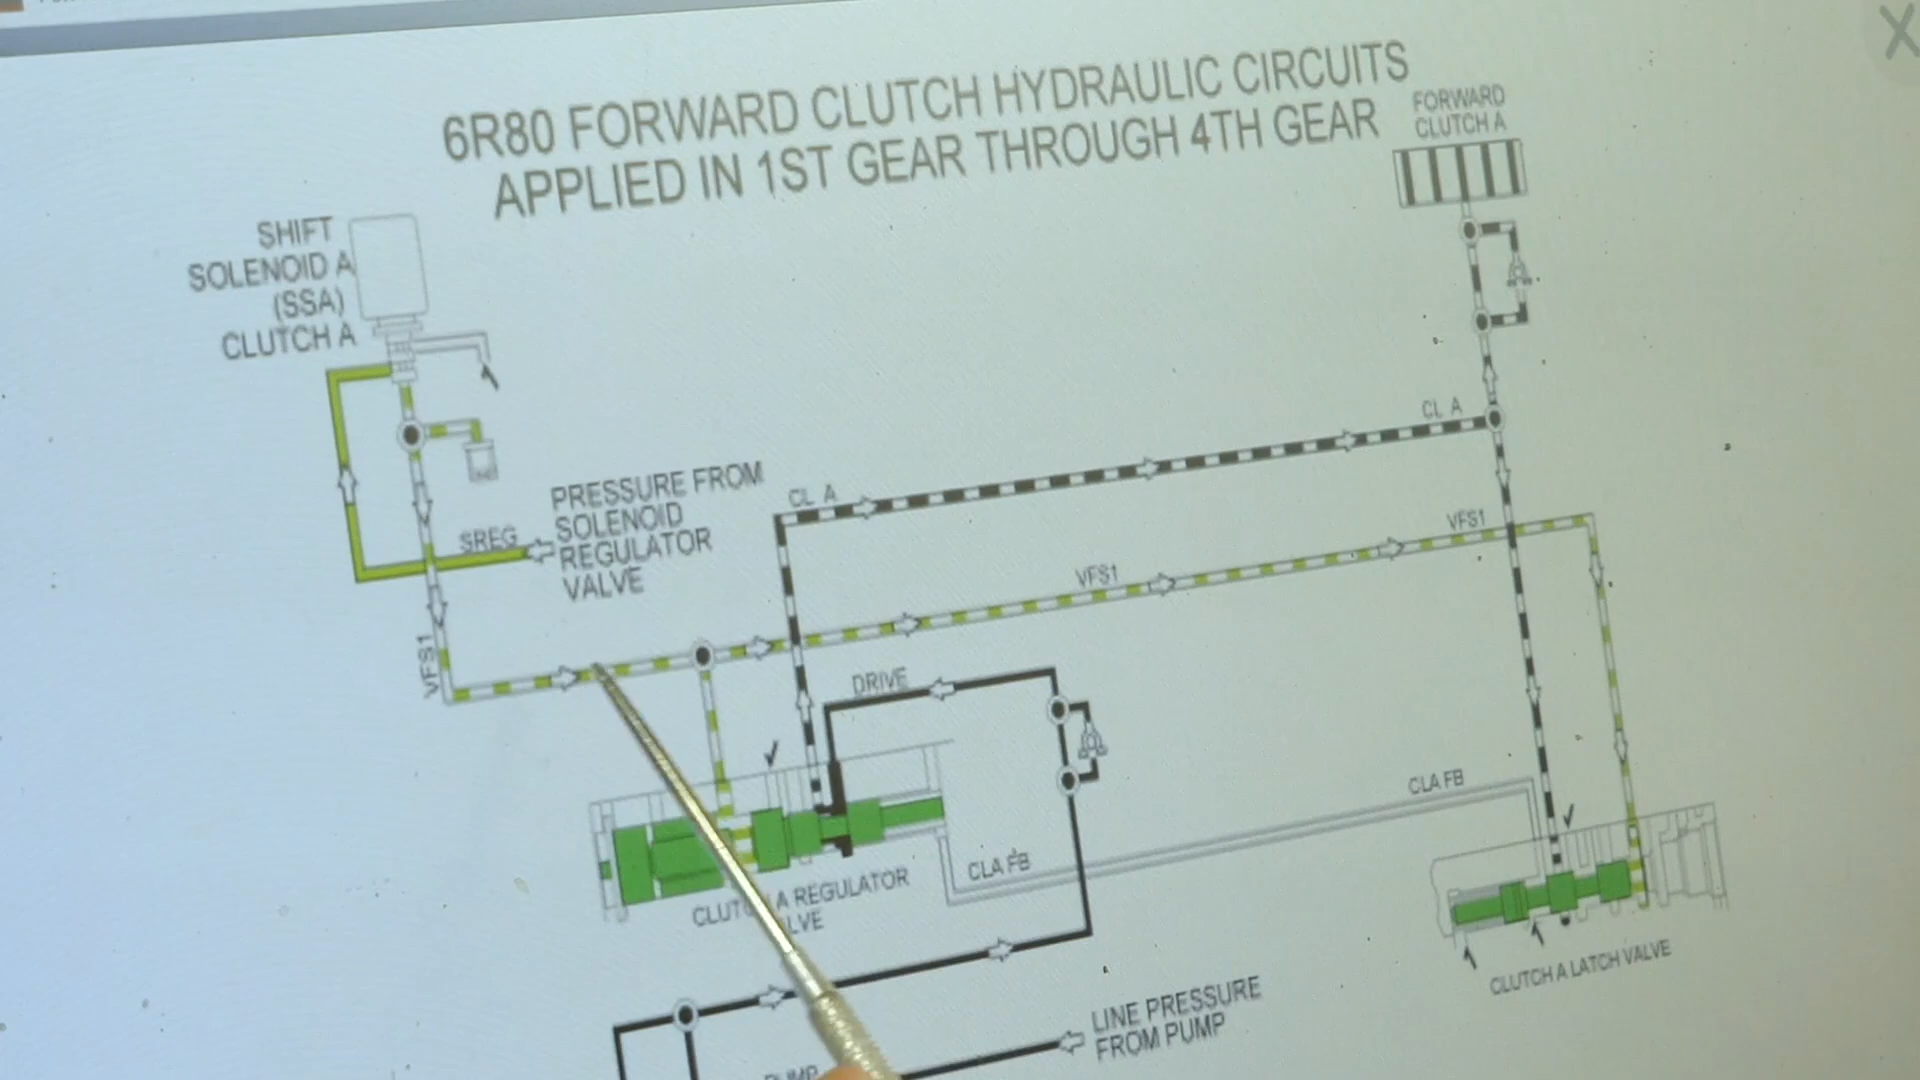 6R80 FORWARD CLUTCH HYDRAULIC CIRCUITS
APPLIED IN 1ST GEAR THROUGH 4TH GEAR
FORWARD
CLUTCH A
SHIFT
SOLENOID A
(SSA)
CLUTCH A
CL A
PRESSURE FROM
SOLENOID
REGULATOR
VALVE
SREG
CL A
VFS1
VFS1
VFS1
DRIVE
CLA FB
CLA FB
A REGULATOR
CLUTCH A LATCH VALVE
LINE PRESSURE
FROM PUMP
PUMP
X